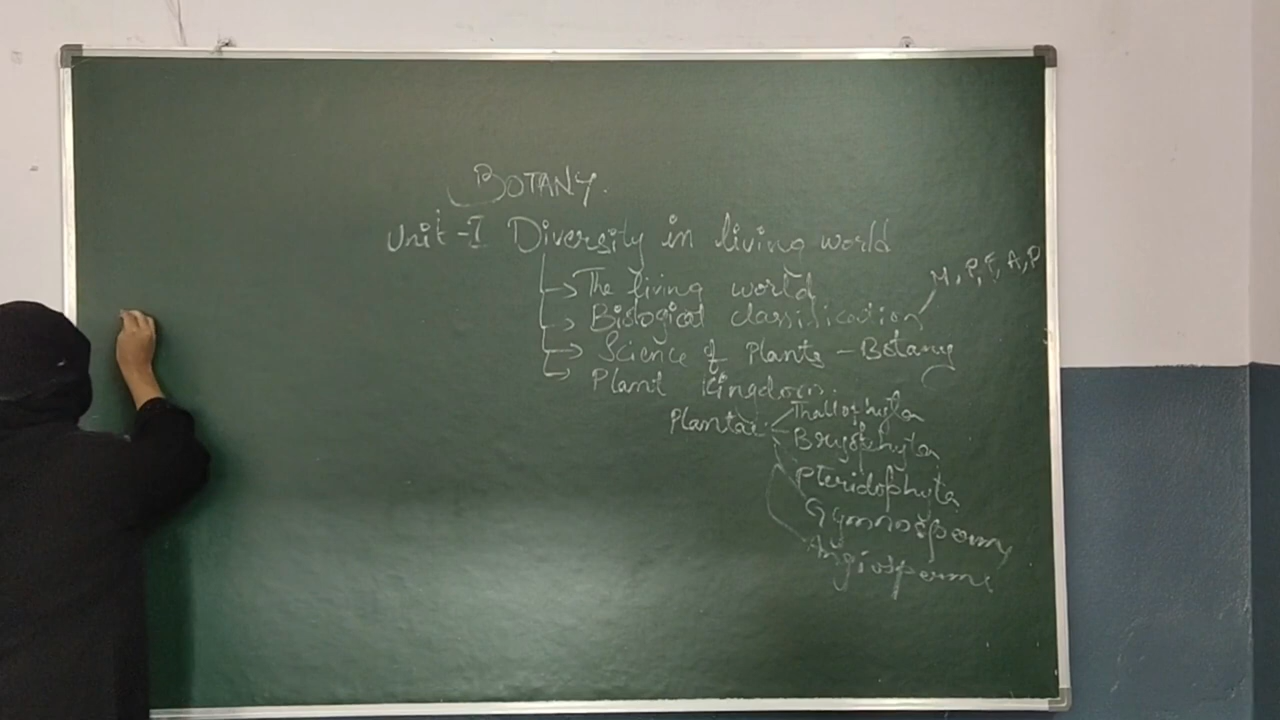 BOTANY.
Unit-I Diversity in living world
The living world
M, P, F, A, P
Biological classification
Science of Plants - Botany
Plant Kingdom.
Plantae
Thallophyta
Bryophyta
Pteridophyta
Gymnosperms
Angiosperms